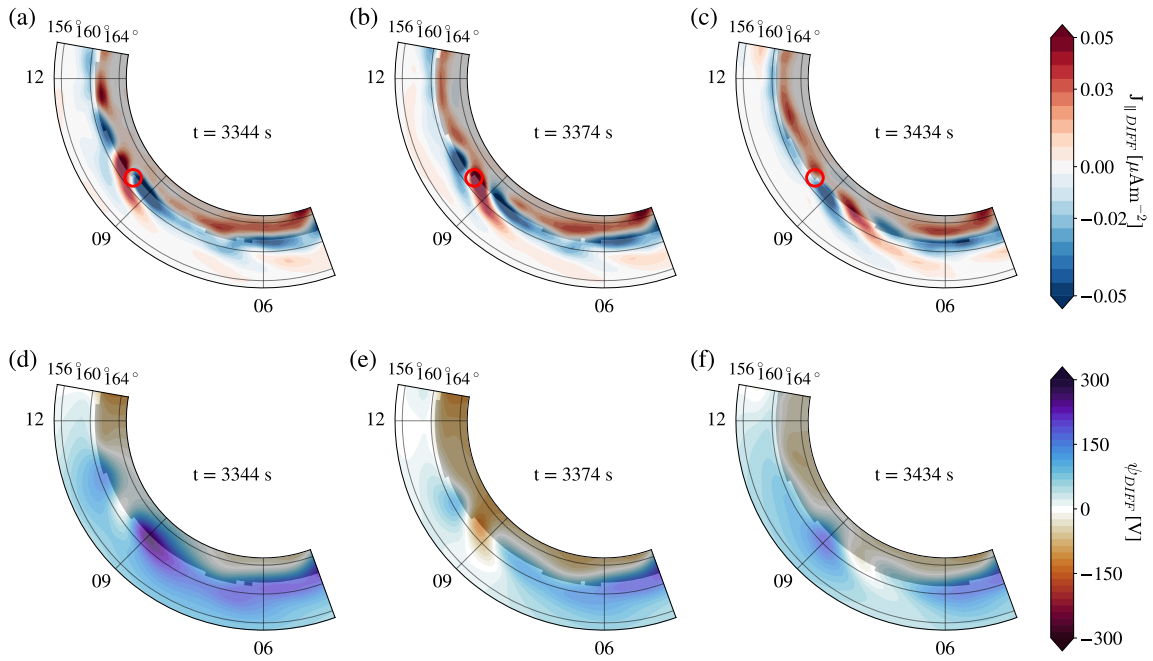 (a) (b) (c)
156° 160° 164° 156° 160° 164° 156° 160° 164°
12 12 12
t = 3344 s t = 3374 s t = 3434 s
09 09 09
06 06 06
0.05
0.03
0.00
−0.02
−0.05
J∥DIFF [μAm⁻²]
(d) (e) (f)
156° 160° 164° 156° 160° 164° 156° 160° 164°
12 12 12
t = 3344 s t = 3374 s t = 3434 s
09 09 09
06 06 06
300
150
0
−150
−300
ψDIFF [V]